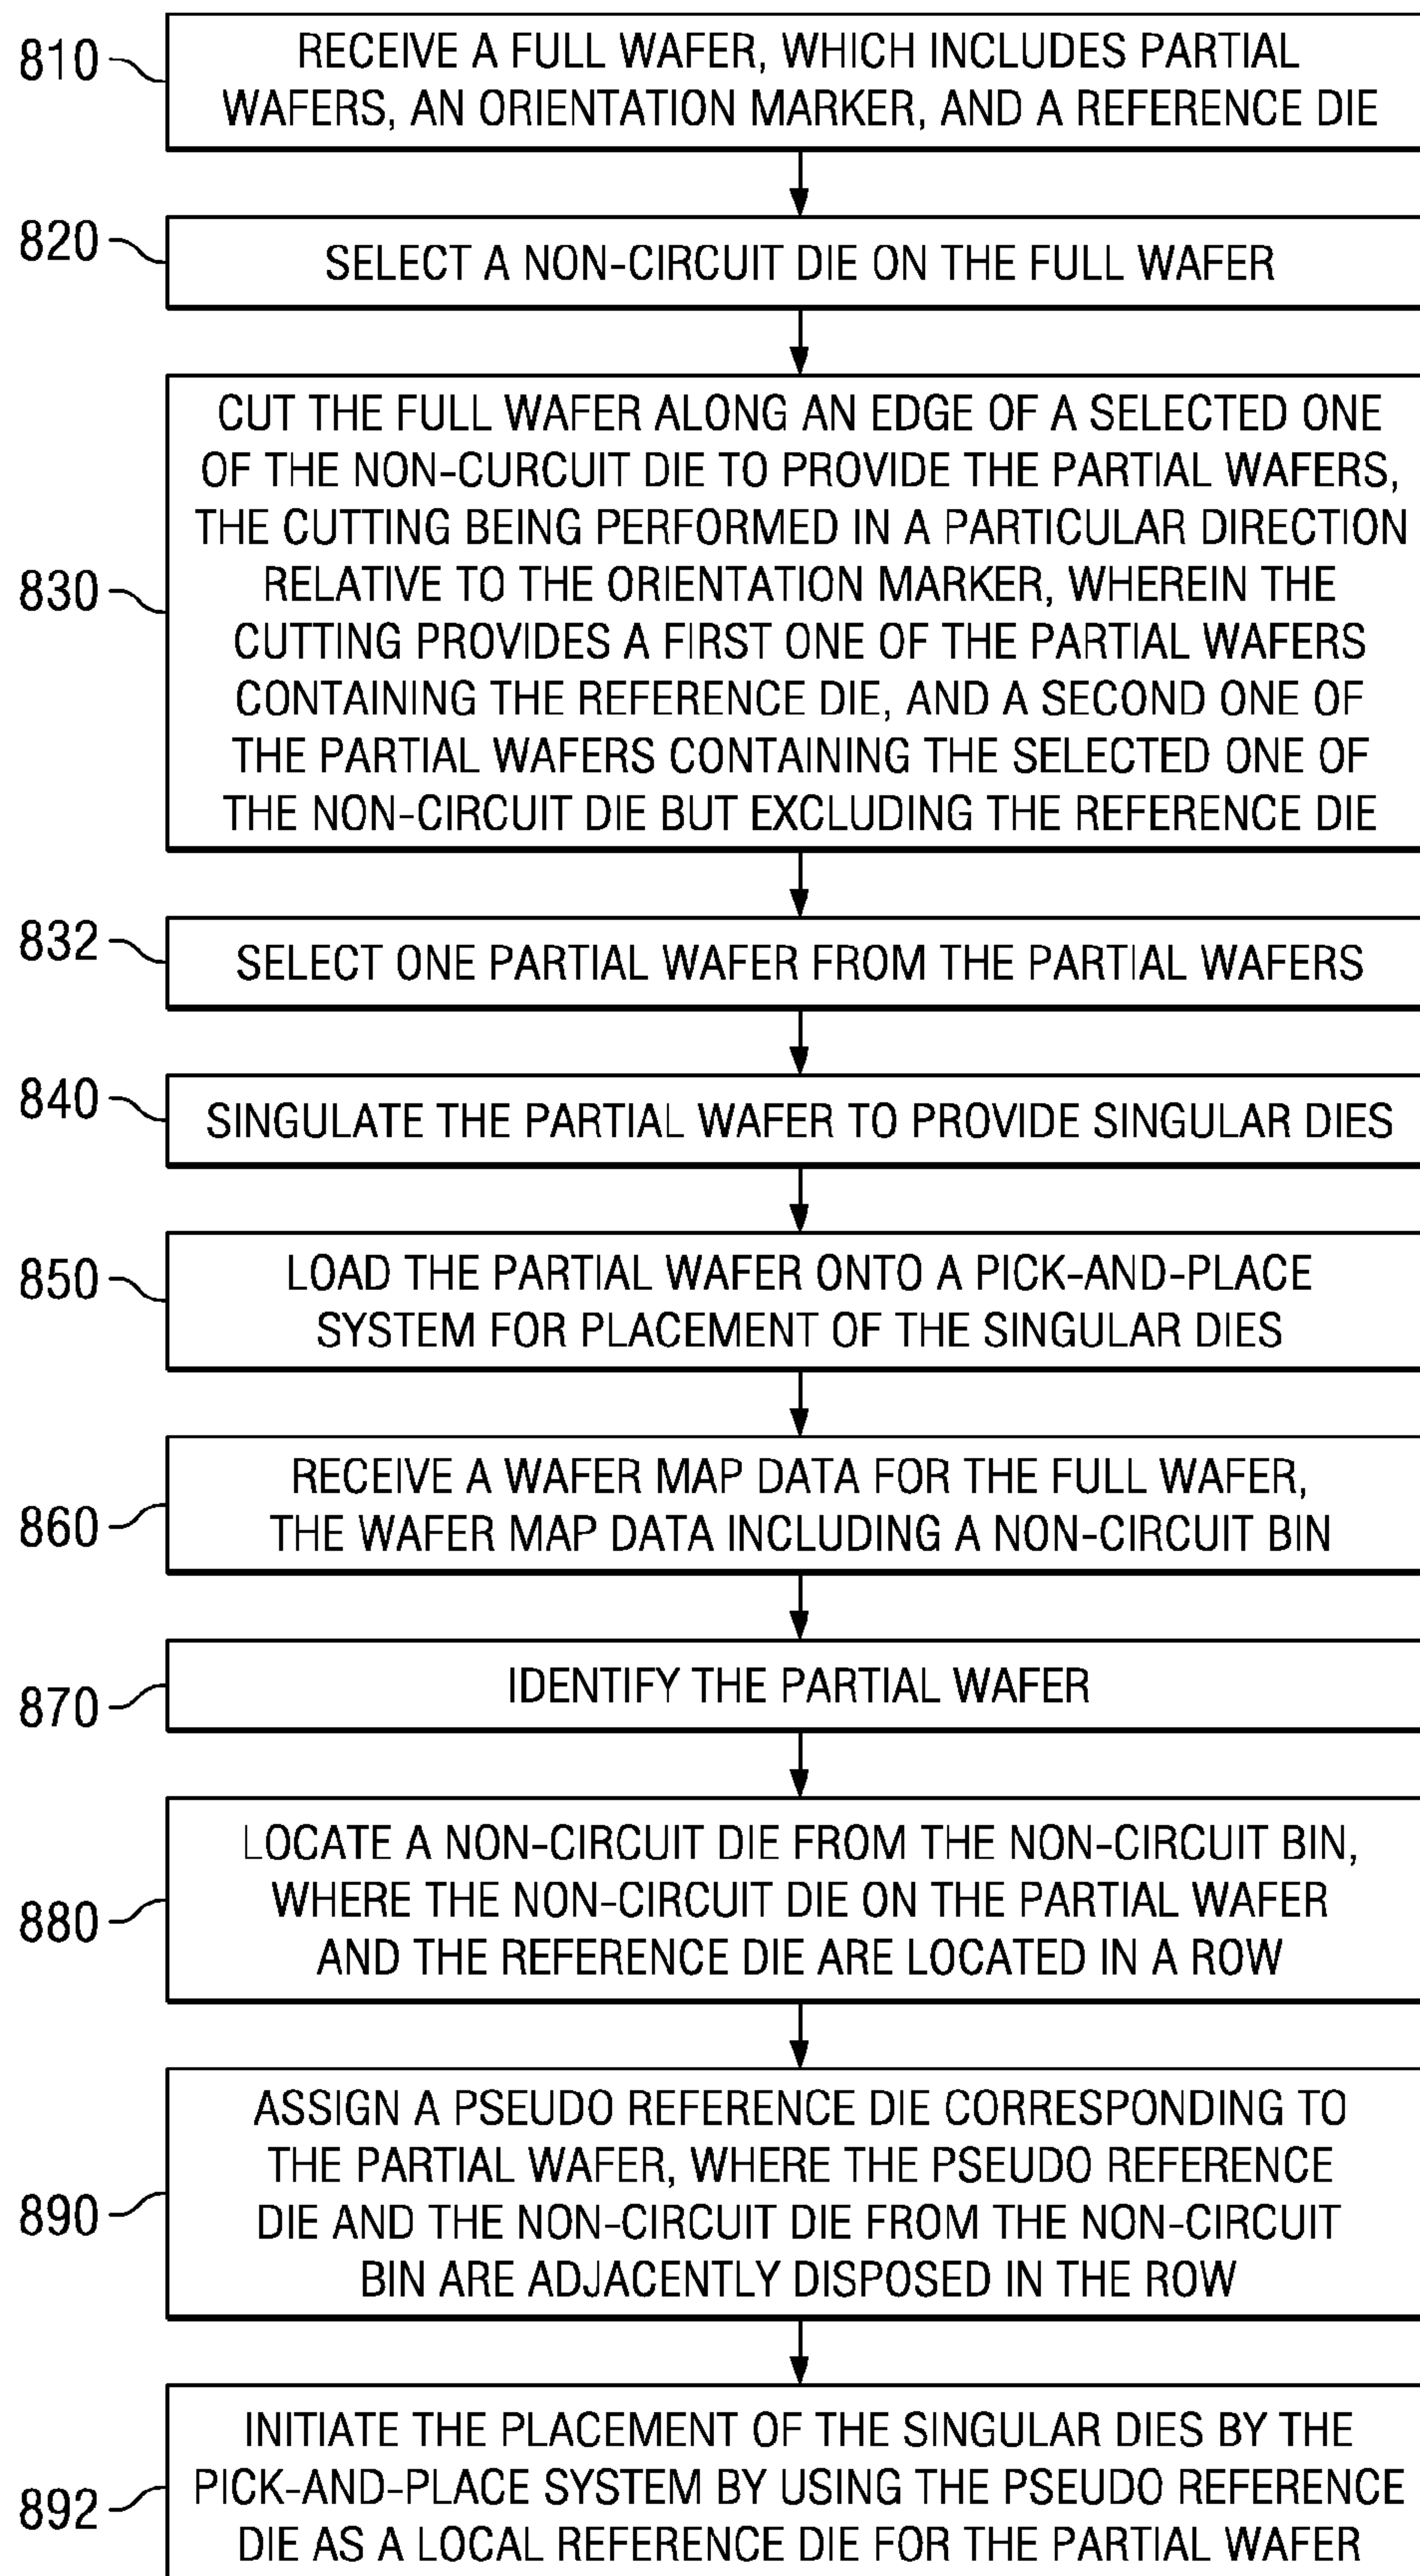 810
RECEIVE A FULL WAFER, WHICH INCLUDES PARTIAL
WAFERS, AN ORIENTATION MARKER, AND A REFERENCE DIE
820
SELECT A NON-CIRCUIT DIE ON THE FULL WAFER
830
CUT THE FULL WAFER ALONG AN EDGE OF A SELECTED ONE
OF THE NON-CURCUIT DIE TO PROVIDE THE PARTIAL WAFERS,
THE CUTTING BEING PERFORMED IN A PARTICULAR DIRECTION
RELATIVE TO THE ORIENTATION MARKER, WHEREIN THE
CUTTING PROVIDES A FIRST ONE OF THE PARTIAL WAFERS
CONTAINING THE REFERENCE DIE, AND A SECOND ONE OF
THE PARTIAL WAFERS CONTAINING THE SELECTED ONE OF
THE NON-CIRCUIT DIE BUT EXCLUDING THE REFERENCE DIE
832
SELECT ONE PARTIAL WAFER FROM THE PARTIAL WAFERS
840
SINGULATE THE PARTIAL WAFER TO PROVIDE SINGULAR DIES
850
LOAD THE PARTIAL WAFER ONTO A PICK-AND-PLACE
SYSTEM FOR PLACEMENT OF THE SINGULAR DIES
860
RECEIVE A WAFER MAP DATA FOR THE FULL WAFER,
THE WAFER MAP DATA INCLUDING A NON-CIRCUIT BIN
870
IDENTIFY THE PARTIAL WAFER
880
LOCATE A NON-CIRCUIT DIE FROM THE NON-CIRCUIT BIN,
WHERE THE NON-CIRCUIT DIE ON THE PARTIAL WAFER
AND THE REFERENCE DIE ARE LOCATED IN A ROW
890
ASSIGN A PSEUDO REFERENCE DIE CORRESPONDING TO
THE PARTIAL WAFER, WHERE THE PSEUDO REFERENCE
DIE AND THE NON-CIRCUIT DIE FROM THE NON-CIRCUIT
BIN ARE ADJACENTLY DISPOSED IN THE ROW
892
INITIATE THE PLACEMENT OF THE SINGULAR DIES BY THE
PICK-AND-PLACE SYSTEM BY USING THE PSEUDO REFERENCE
DIE AS A LOCAL REFERENCE DIE FOR THE PARTIAL WAFER